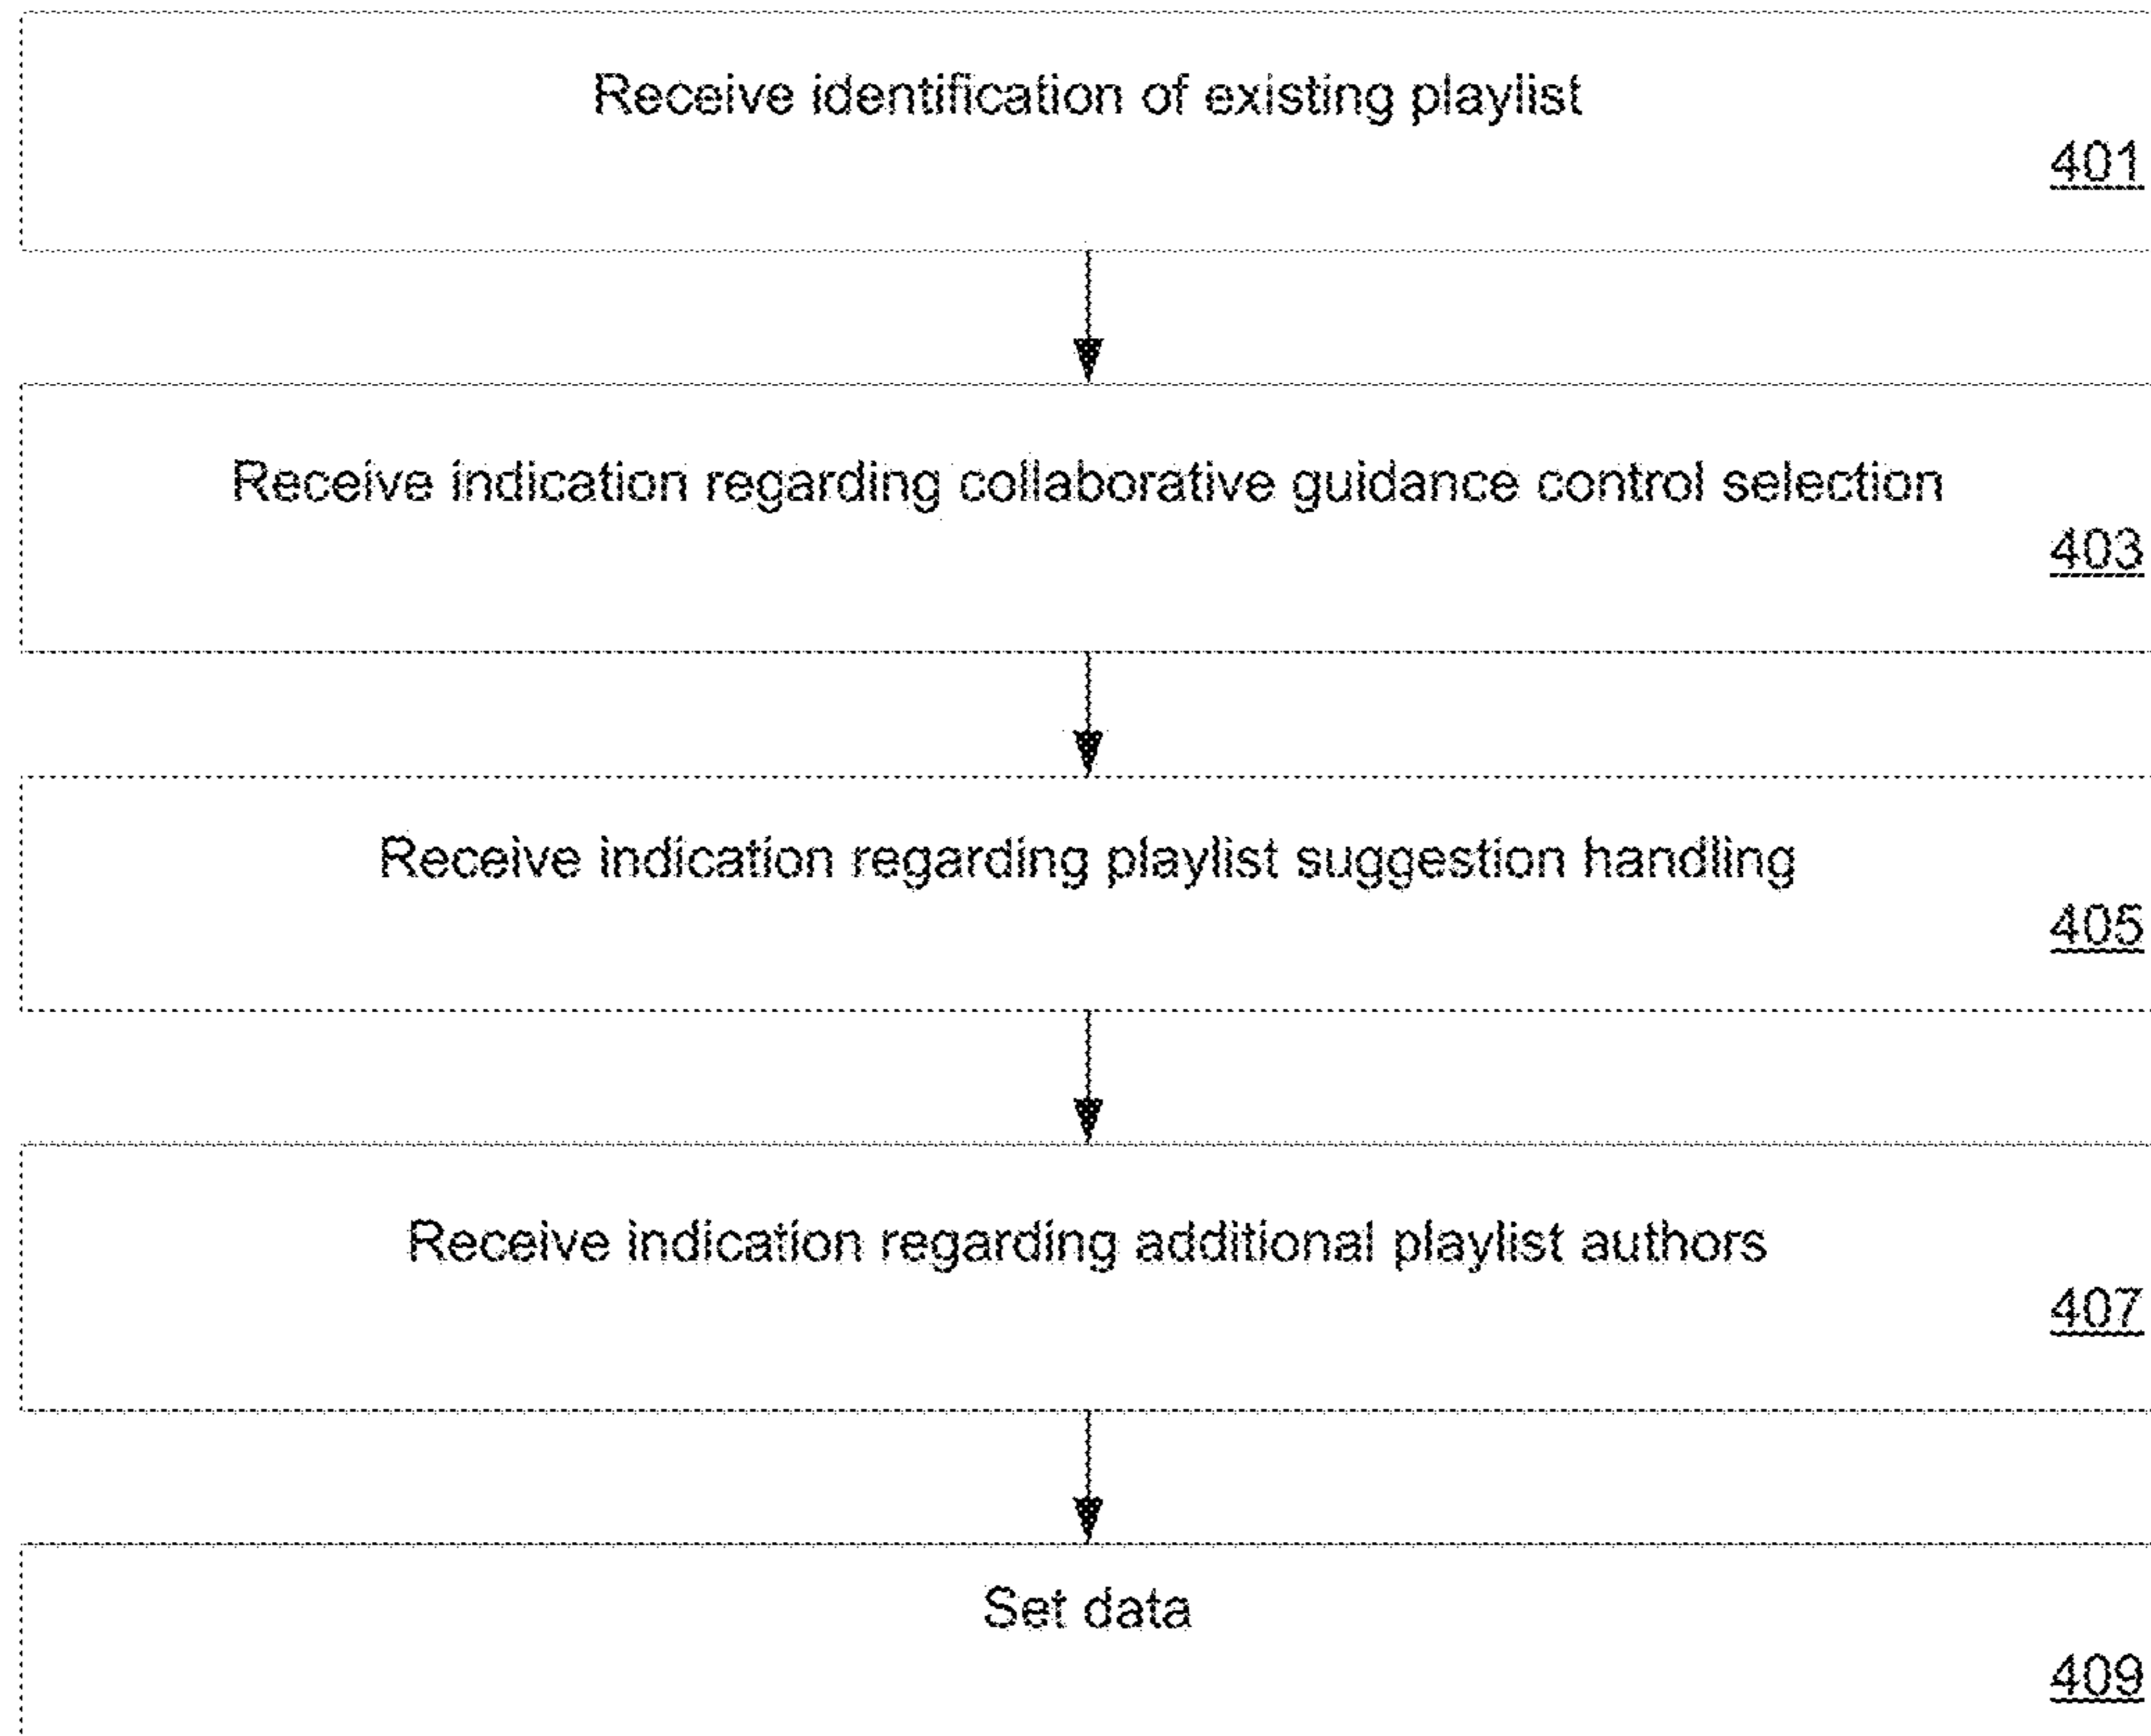 Receive identification of existing playlist
401
Receive indication regarding collaborative guidance control selection
403
Receive indication regarding playlist suggestion handling
405
Receive indication regarding additional playlist authors
407
Set data
409